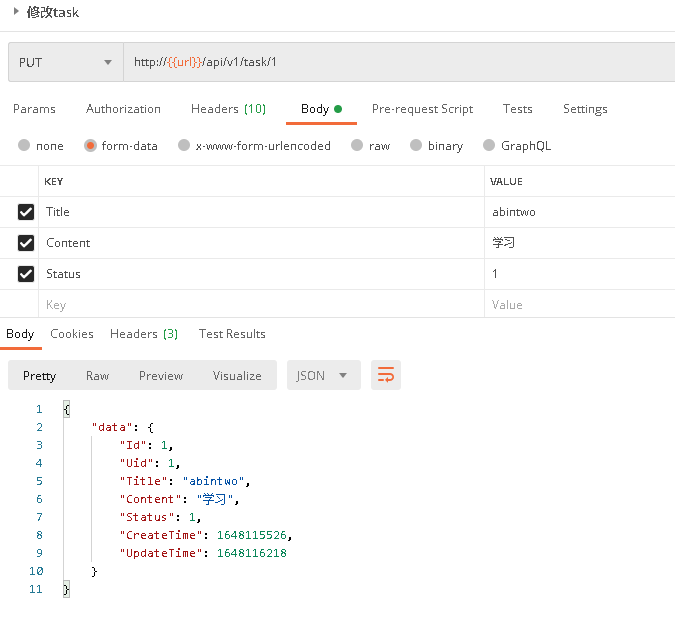 修改task
PUT http://{{url}}/api/v1/task/1
Params Authorization Headers (10) Body Pre-request Script Tests Settings
none form-data x-www-form-urlencoded raw binary GraphQL
KEY VALUE
Title abintwo
Content 学习
Status 1
Key Value
Body Cookies Headers (3) Test Results
Pretty Raw Preview Visualize JSON
1 {
2 "data": {
3 "Id": 1,
4 "Uid": 1,
5 "Title": "abintwo",
6 "Content": "学习",
7 "Status": 1,
8 "CreateTime": 1648115526,
9 "UpdateTime": 1648116218
10 }
11 }